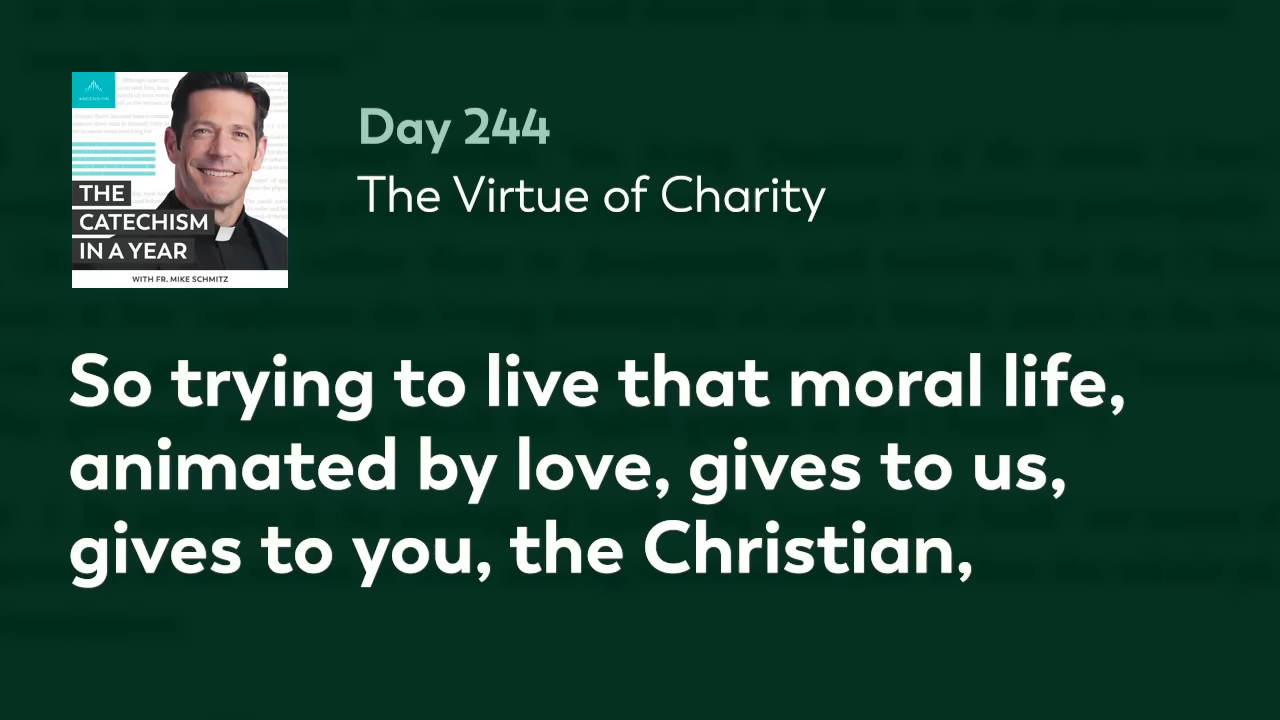 ASCENSION
THE
CATECHISM
IN A YEAR
WITH FR. MIKE SCHMITZ
Day 244
The Virtue of Charity
So trying to live that moral life,
animated by love, gives to us,
gives to you, the Christian,